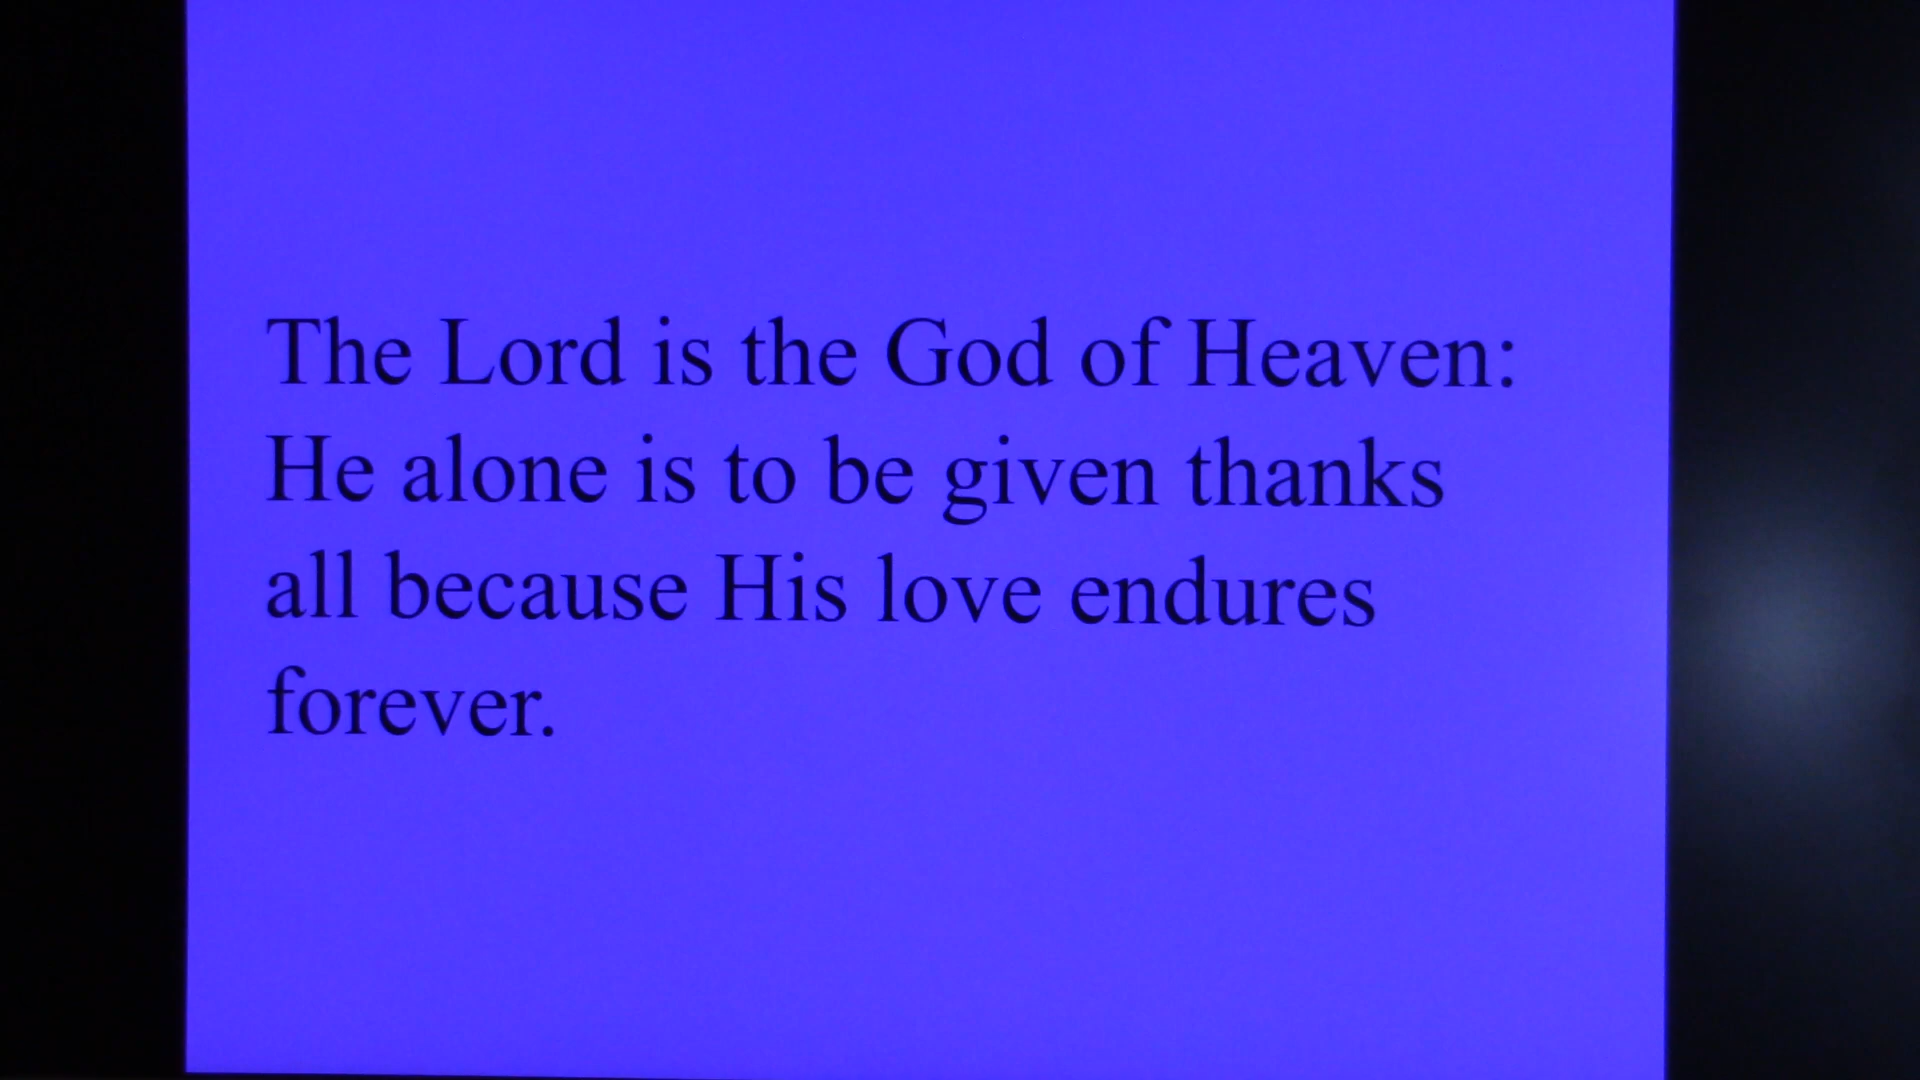 The Lord is the God of Heaven:
He alone is to be given thanks
all because His love endures
forever.